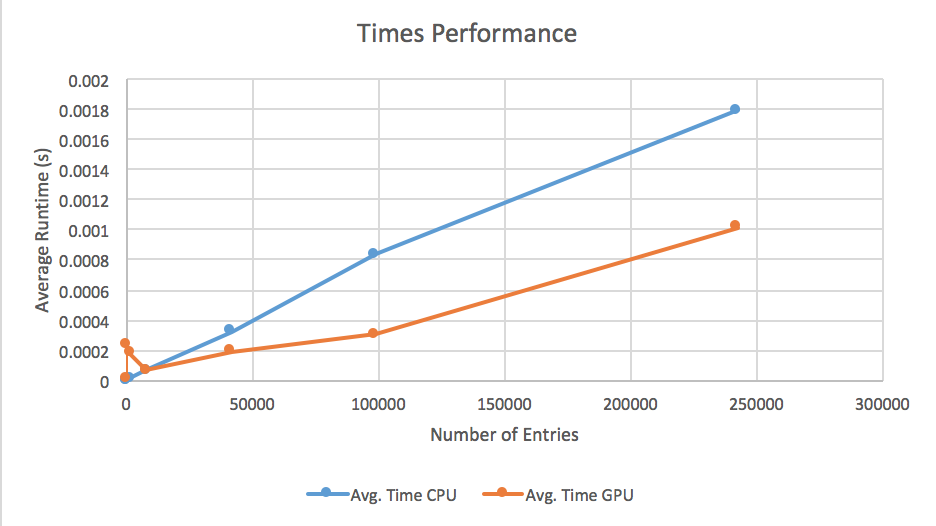 Times Performance
0.002
0.0018
0.0016
0.0014
0.0012
0.001
0.0008
0.0006
0.0004
0.0002
0
Average Runtime (s)
0 50000 100000 150000 200000 250000 300000
Number of Entries
Avg. Time CPU Avg. Time GPU